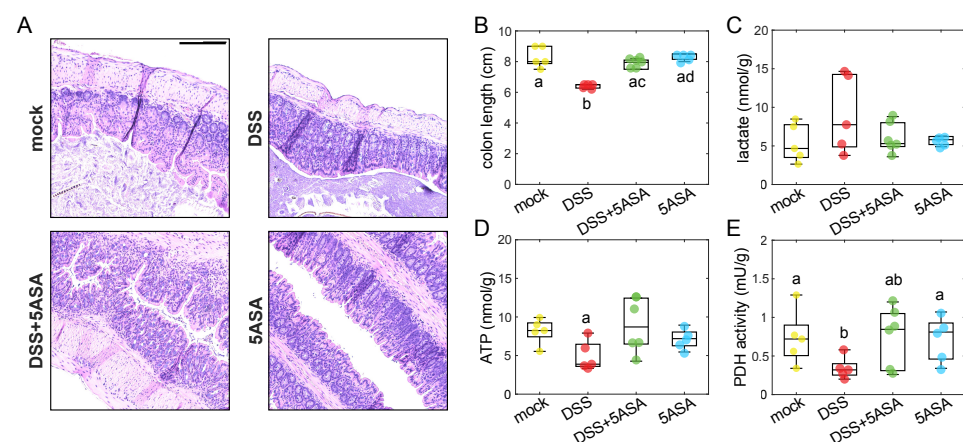 A
mock
DSS
DSS+5ASA
5ASA
B
colon length (cm)
10
8
6
4
2
0
a
b
ac
ad
mock
DSS
DSS+5ASA
5ASA
C
lactate (nmol/g)
20
15
10
5
0
mock
DSS
DSS+5ASA
5ASA
D
ATP (nmol/g)
20
15
10
5
0
a
mock
DSS
DSS+5ASA
5ASA
E
PDH activity (mU/g)
2
1.5
1
0.5
0
a
b
ab
a
mock
DSS
DSS+5ASA
5ASA